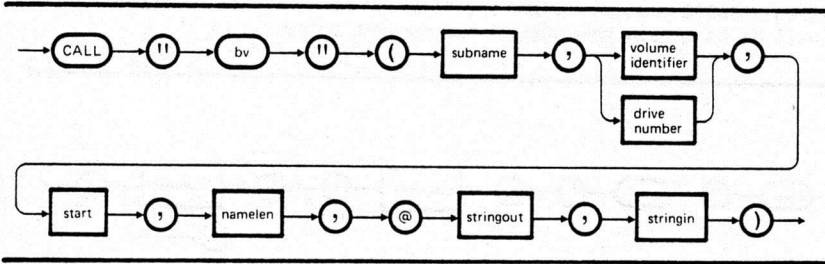 CALL " bv " ( subname , volume identifier ,
drive number
start , namelen , @ stringout , stringin )